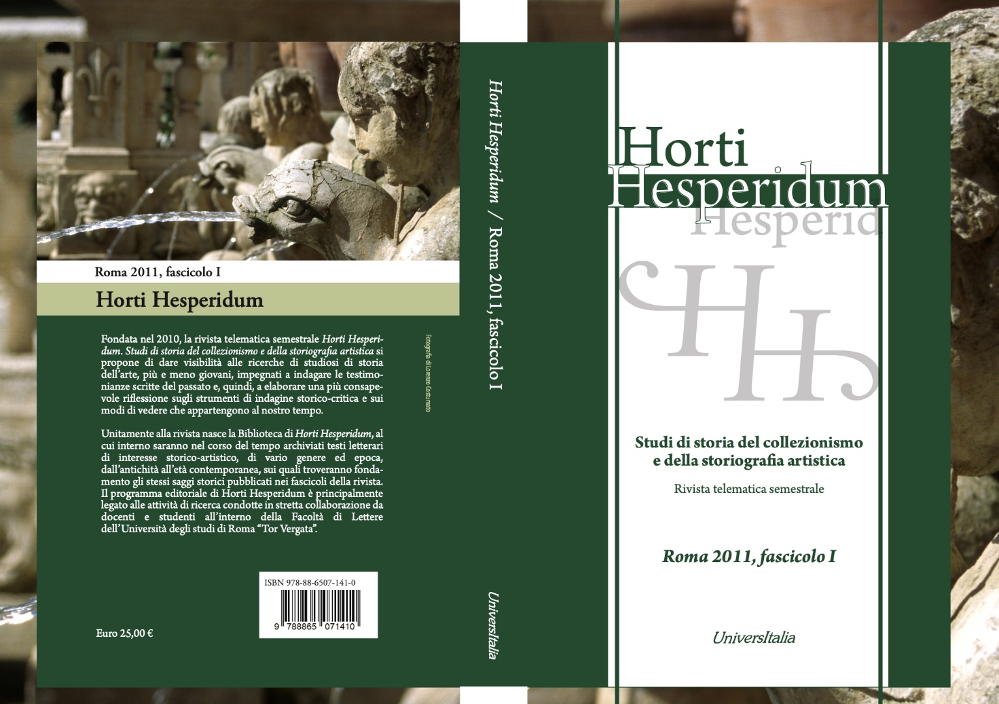 Roma 2011, fascicolo I
Horti Hesperidum
Fondata nel 2010, la rivista telematica semestrale Horti Hesperi-
dum. Studi di storia del collezionismo e della storiografia artistica si
propone di dare visibilità alle ricerche di studiosi di storia
dell'arte, più e meno giovani, impegnati a indagare le testimo-
nianze scritte del passato e, quindi, a elaborare una più consape-
vole riflessione sugli strumenti di indagine storico-critica e sui
modi di vedere che appartengono al nostro tempo.
Unitamente alla rivista nasce la Biblioteca di Horti Hesperidum, al
cui interno saranno nel corso del tempo archiviati testi letterari
di interesse storico-artistico, di vario genere ed epoca,
dall'antichità all'età contemporanea, sui quali troveranno fonda-
mento gli stessi saggi storici pubblicati nei fascicoli della rivista.
Il programma editoriale di Horti Hesperidum è principalmente
legato alle attività di ricerca condotte in stretta collaborazione da
docenti e studenti all'interno della Facoltà di Lettere
dell'Università degli studi di Roma “Tor Vergata”.
Fotografia di Lorenzo Costumato
ISBN 978-88-6507-141-0
9 788865 071410
Euro 25,00 €
Horti Hesperidum / Roma 2011, fascicolo I
UniversItalia
Horti
Hesperidum
Hesperid
HH
Studi di storia del collezionismo
e della storiografia artistica
Rivista telematica semestrale
Roma 2011, fascicolo I
UniversItalia